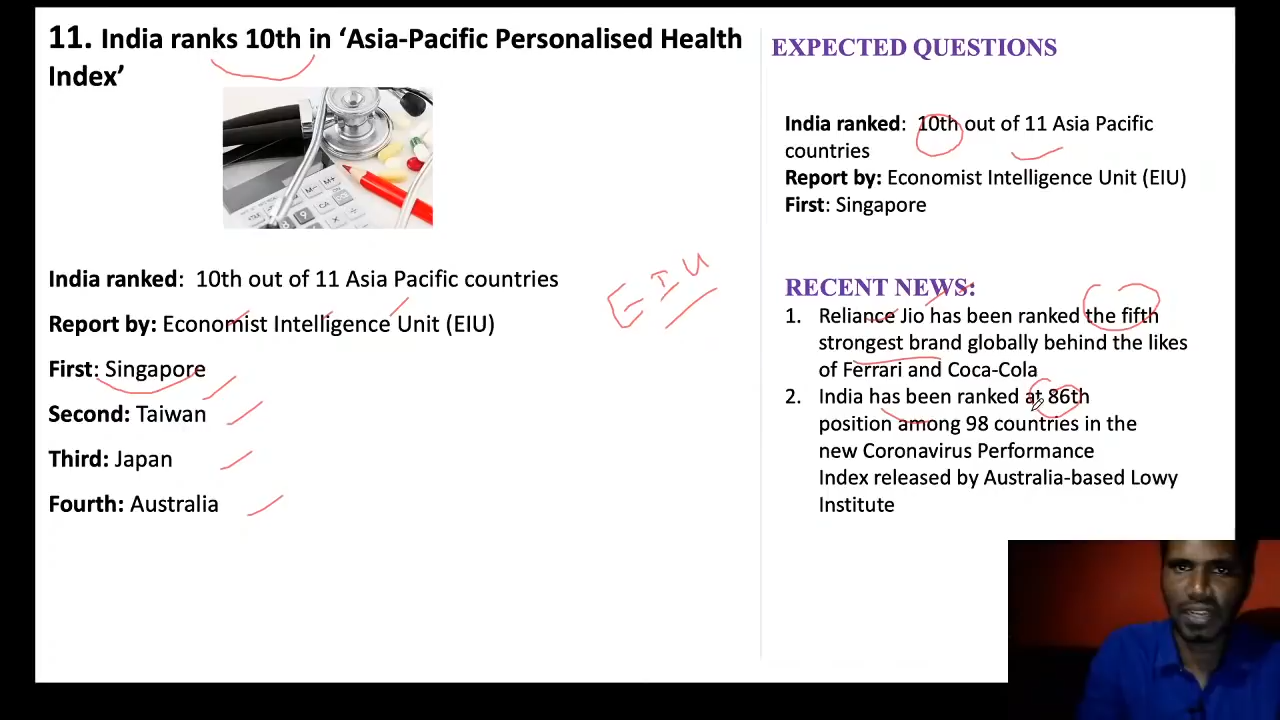 11. India ranks 10th in ‘Asia-Pacific Personalised Health
Index’
India ranked:  10th out of 11 Asia Pacific countries
Report by: Economist Intelligence Unit (EIU)
First: Singapore
Second: Taiwan
Third: Japan
Fourth: Australia
EIU
EXPECTED QUESTIONS
India ranked:  10th out of 11 Asia Pacific
countries
Report by: Economist Intelligence Unit (EIU)
First: Singapore
RECENT NEWS:
1. Reliance Jio has been ranked the fifth
strongest brand globally behind the likes
of Ferrari and Coca-Cola
2. India has been ranked at 86th
position among 98 countries in the
new Coronavirus Performance
Index released by Australia-based Lowy
Institute